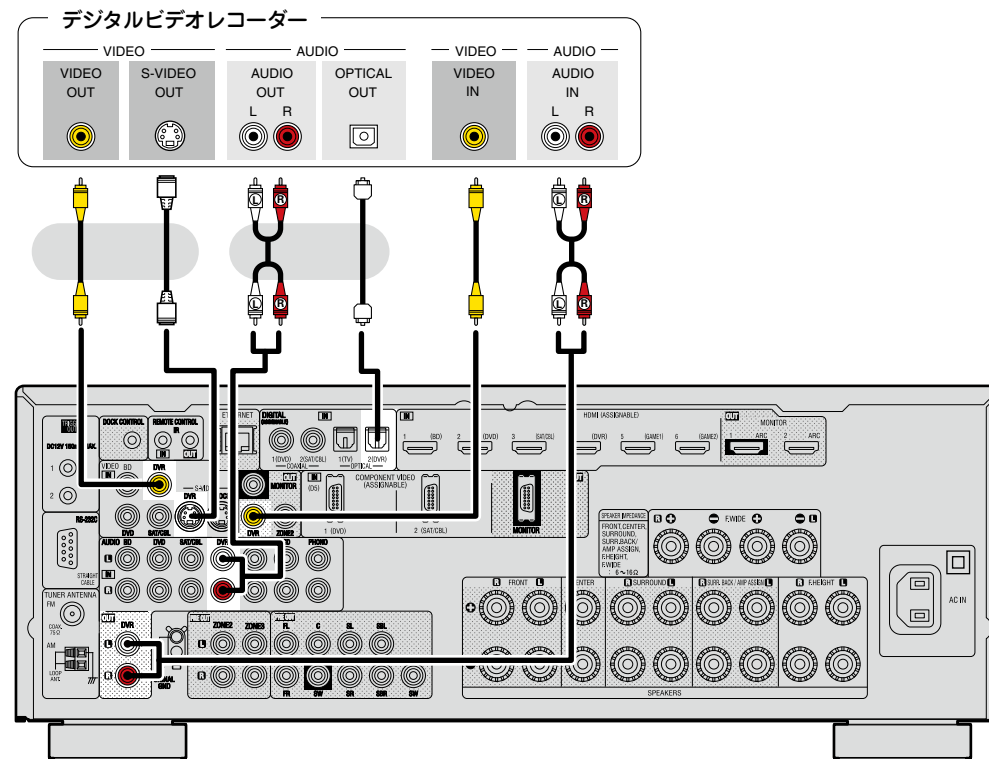 デジタルビデオレコーダー
VIDEO
AUDIO
VIDEO
AUDIO
VIDEO OUT
S-VIDEO OUT
AUDIO OUT
OPTICAL OUT
VIDEO IN
AUDIO IN
L R
L R
L R
L R
L R
L R
DOCK CONTROL
REMOTE CONTROL
IR
IN OUT
DC12V
1
2
RS-232C
STRAIGHT CABLE
TUNER ANTENNA
FM
COAX. 75Ω
AM
LOOP ANT.
VIDEO BD DVR
IN
DVD SAT/CBL
DVR
DIGITAL (ASSIGNABLE)
IN
1(DVD) 2(SAT/CBL) 1(TV) 2(DVR)
COAXIAL OPTICAL
MONITOR OUT
DVR ZONE2
IN
(D5)
COMPONENT VIDEO (ASSIGNABLE)
1 (DVD)
2 (SAT/CBL)
MONITOR
OUT
IN
HDMI (ASSIGNABLE)
1 (BD)
2 (DVD)
3 (SAT/CBL)
(DVR)
5 (GAME1)
6 (GAME2)
OUT
MONITOR
ARC
2 ARC
AUDIO BD DVD SAT/CBL DVR PHONO
L
IN
R
OUT
DVR
L
R
GND
PRE OUT
ZONE2 ZONE3
L
R
PRE OUT
FL C SL SBL
FR SW SR SBR SW
SPEAKER IMPEDANCE
FRONT, CENTER,
SURROUND,
SURR.BACK/
AMP ASSIGN,
F.HEIGHT,
F.WIDE
: 6〜16Ω
R F.WIDE L
R FRONT L
CENTER
R SURROUND L
R SURR. BACK / AMP ASSIGN L
R F.HEIGHT L
SPEAKERS
AC IN